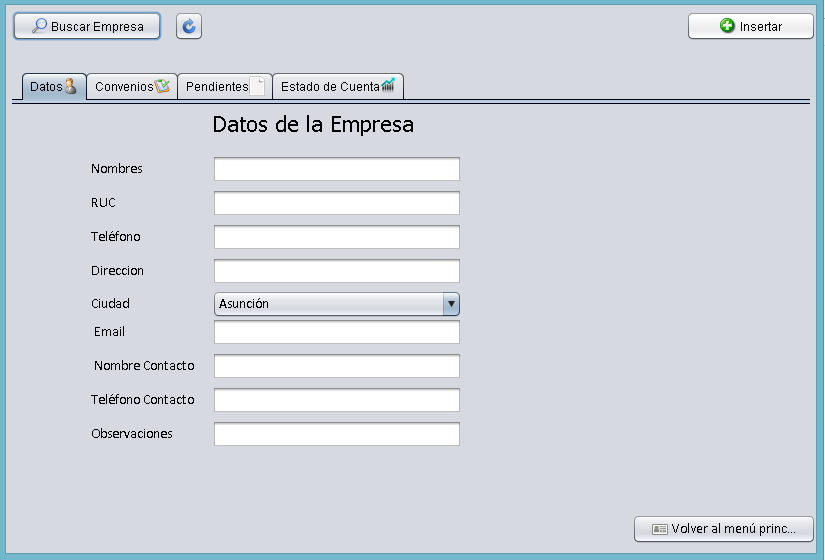 Buscar Empresa
Insertar
Datos Convenios Pendientes Estado de Cuenta
Datos de la Empresa
Nombres
RUC
Teléfono
Direccion
Ciudad Asunción
Email
Nombre Contacto
Teléfono Contacto
Observaciones
Volver al menú princ...